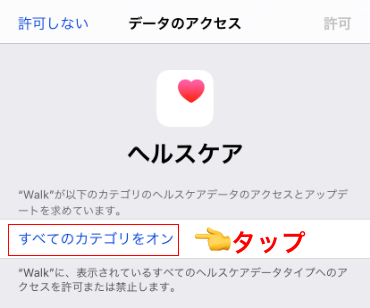 許可しない データのアクセス 許可
ヘルスケア
“Walk”が以下のカテゴリのヘルスケアデータのアクセスとアップデ
ートを求めています。
すべてのカテゴリをオン タップ
“Walk”に、表示されているすべてのヘルスケアデータタイプへのア
クセスを許可または禁止します。